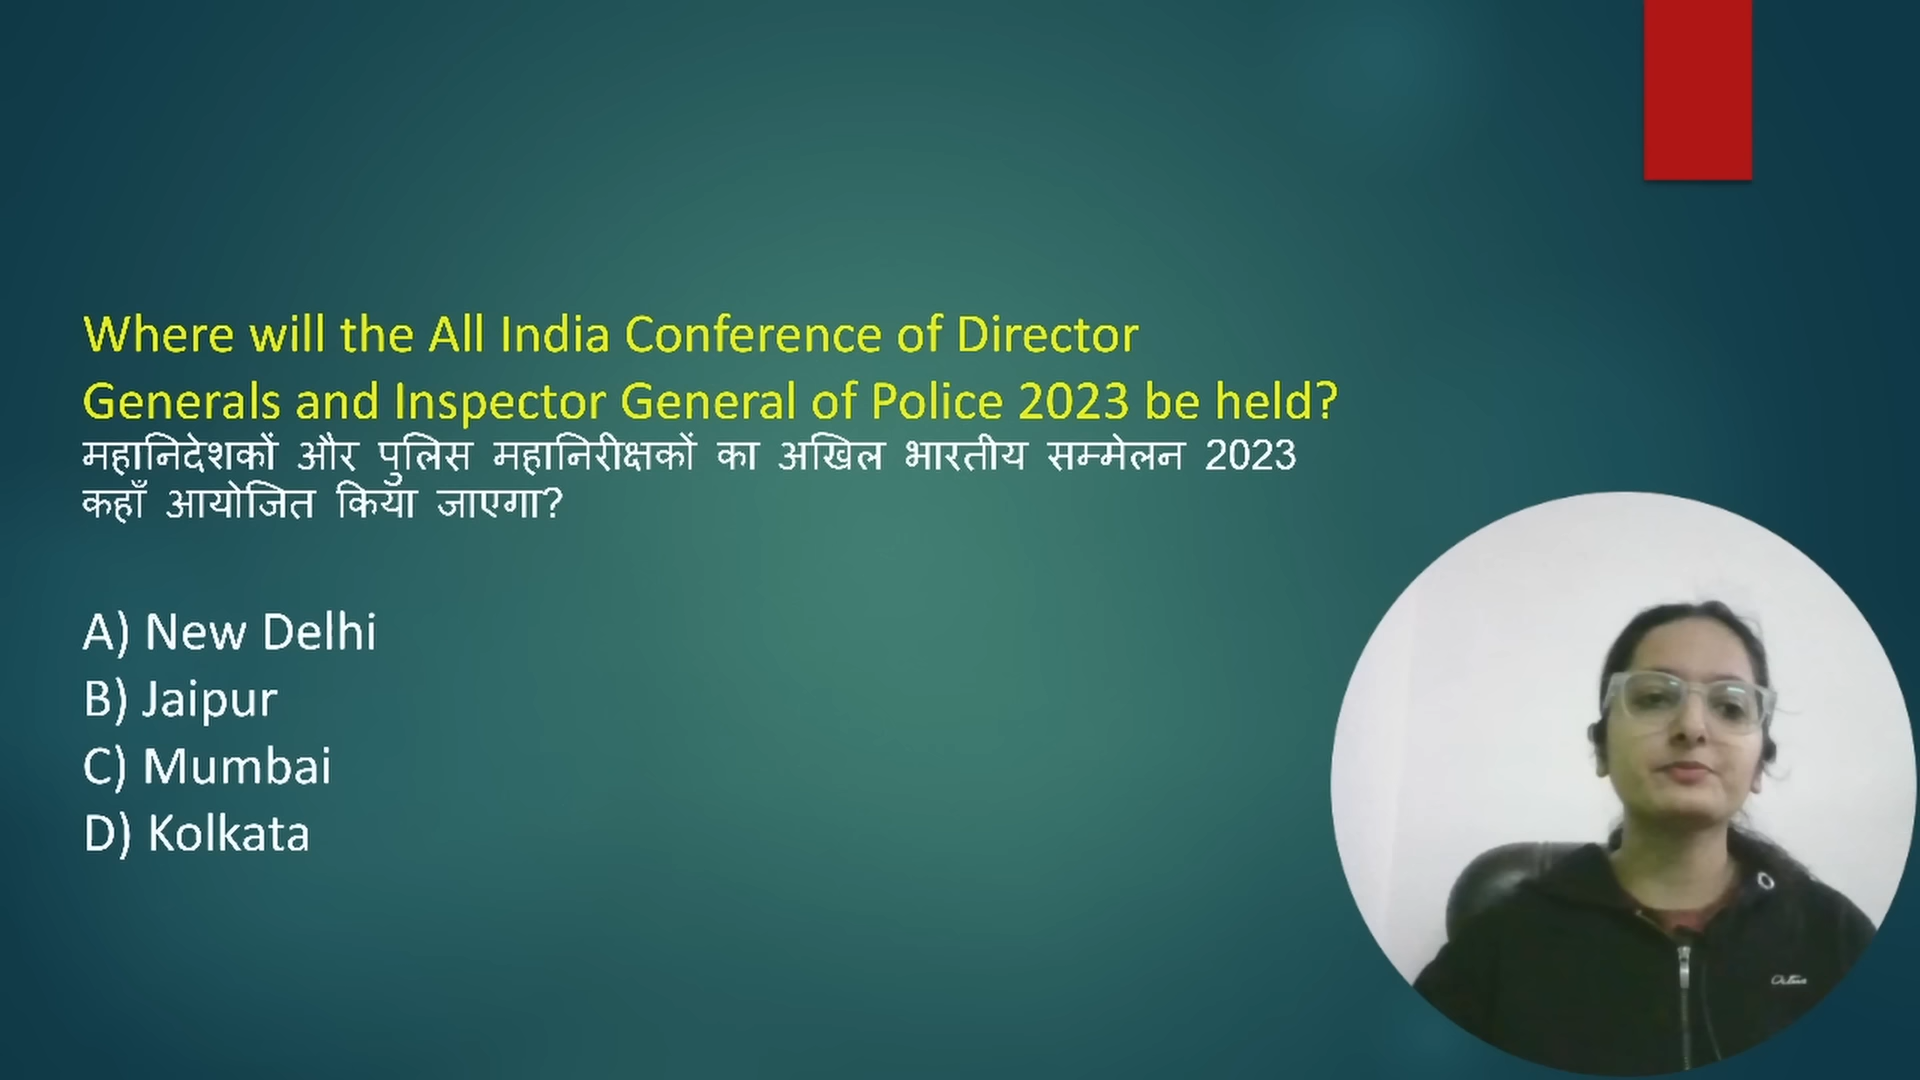 Where will the All India Conference of Director
Generals and Inspector General of Police 2023 be held?
महानिदेशकों और पुलिस महानिरीक्षकों का अखिल भारतीय सम्मेलन 2023
कहाँ आयोजित किया जाएगा?
A) New Delhi
B) Jaipur
C) Mumbai
D) Kolkata